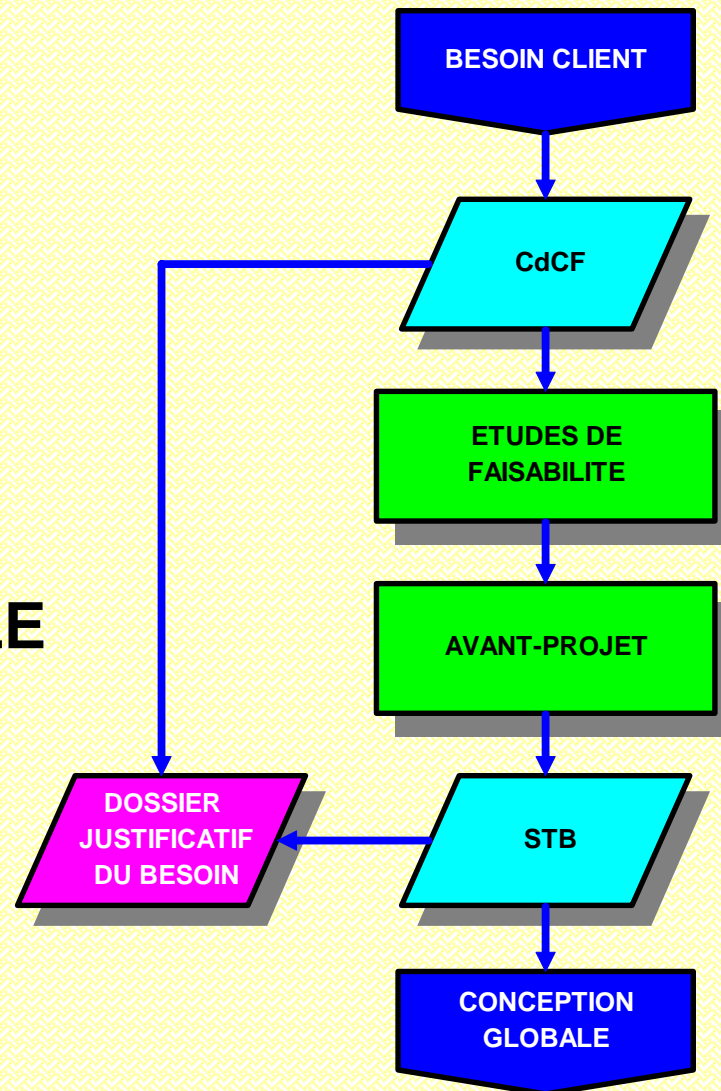 BESOIN CLIENT
CdCF
ETUDES DE
FAISABILITE
AVANT-PROJET
DOSSIER
JUSTIFICATIF
DU BESOIN
STB
CONCEPTION
GLOBALE